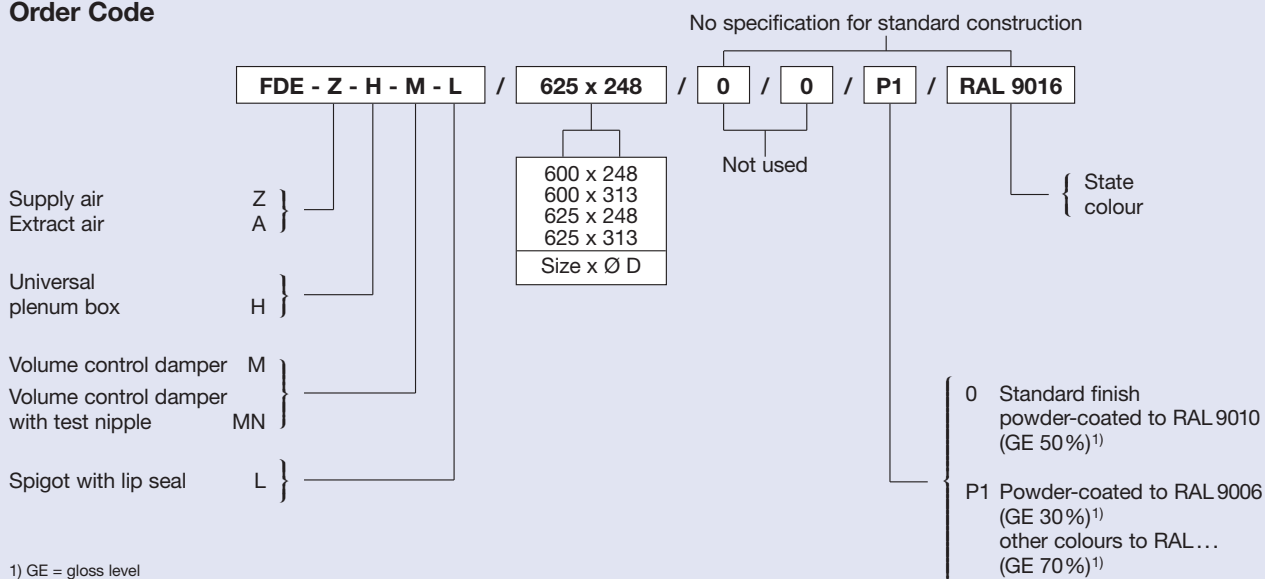 Order Code
No specification for standard construction
FDE - Z - H - M - L / 625 x 248 / 0 / 0 / P1 / RAL 9016
600 x 248
600 x 313
625 x 248
625 x 313
Size x Ø D
Not used
State
colour
Supply air Z
Extract air A
Universal
plenum box H
Volume control damper M
Volume control damper
with test nipple MN
Spigot with lip seal L
0 Standard finish
powder-coated to RAL 9010
(GE 50 %)1)
P1 Powder-coated to RAL 9006
(GE 30 %)1)
other colours to RAL...
(GE 70 %)1)
1) GE = gloss level